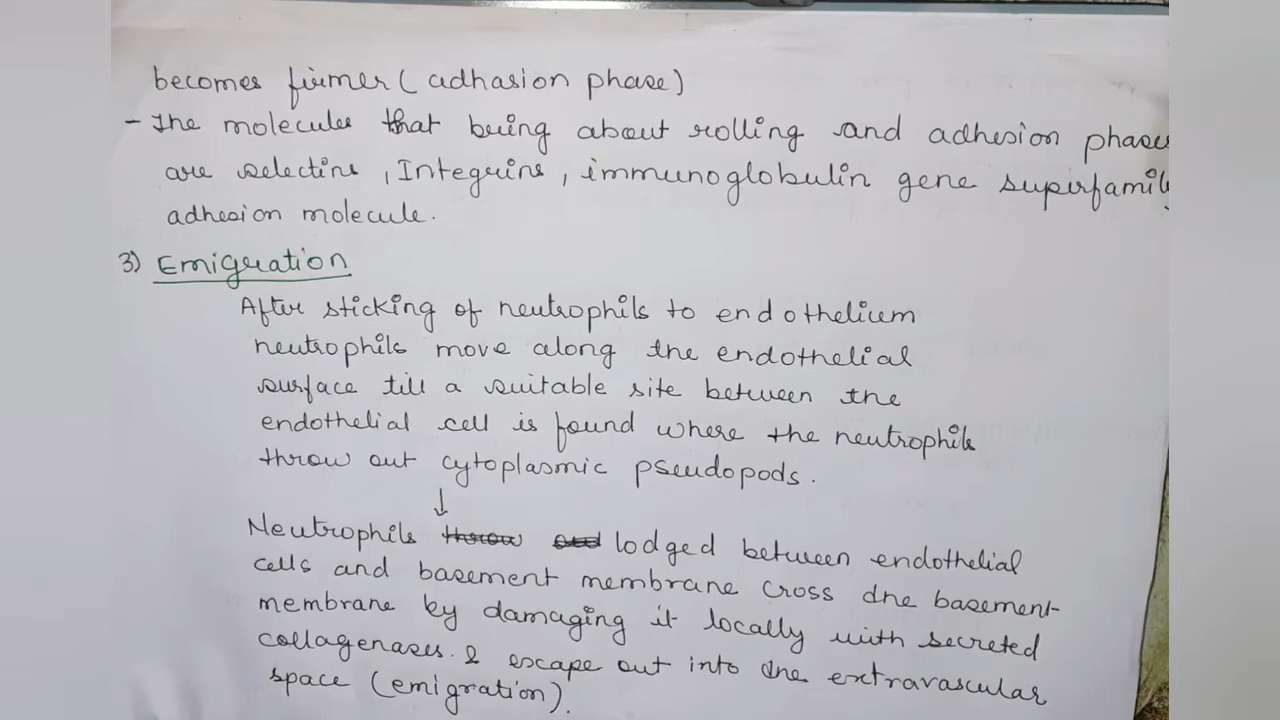 becomes firmer (adhasion phase)
- The molecules that being about rolling and adhesion phases
are selectins, Integrins, immunoglobulin gene superfamily
adhesion molecule.
3) Emigration
After sticking of neutrophils to endothelium
neutrophils move along the endothelial
surface till a suitable site between the
endothelial cell is found where the neutrophils
throw out cytoplasmic pseudopods.
↓
Neutrophils throw out lodged between endothelial
cells and basement membrane cross the basement
membrane by damaging it locally with secreted
collagenases. & escape out into the extravascular
space (emigration).